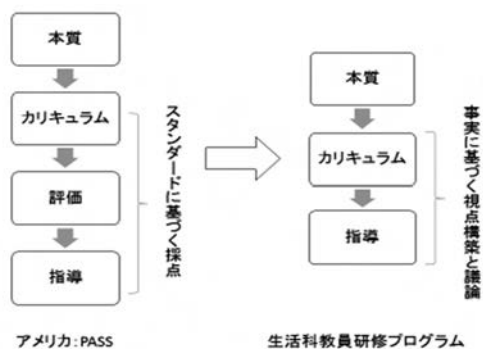 本質
カリキュラム
評価
指導
スタンダードに基づく採点
アメリカ:PASS
本質
カリキュラム
指導
事実に基づく視点構築と議論
生活科教員研修プログラム